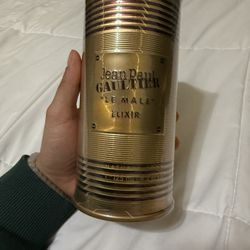 Jean Paul
GAULTIER
"LE MALE"
ELIXIR